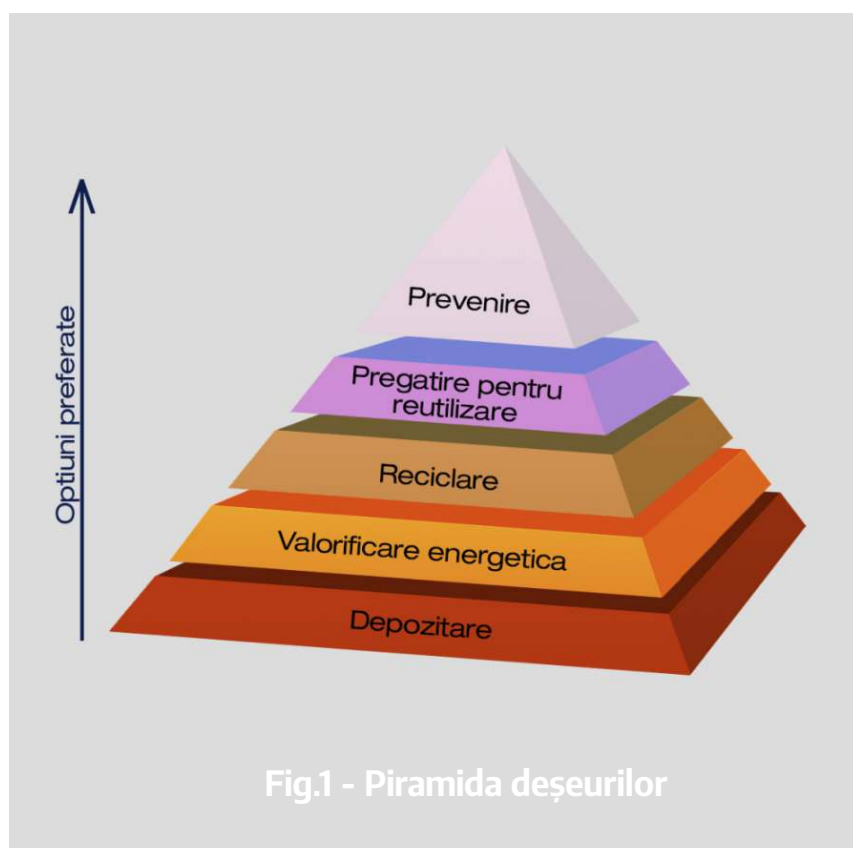 Optiuni preferate
Prevenire
Pregatire pentru
reutilizare
Reciclare
Valorificare energetica
Depozitare
Fig.1 - Piramida deșeurilor